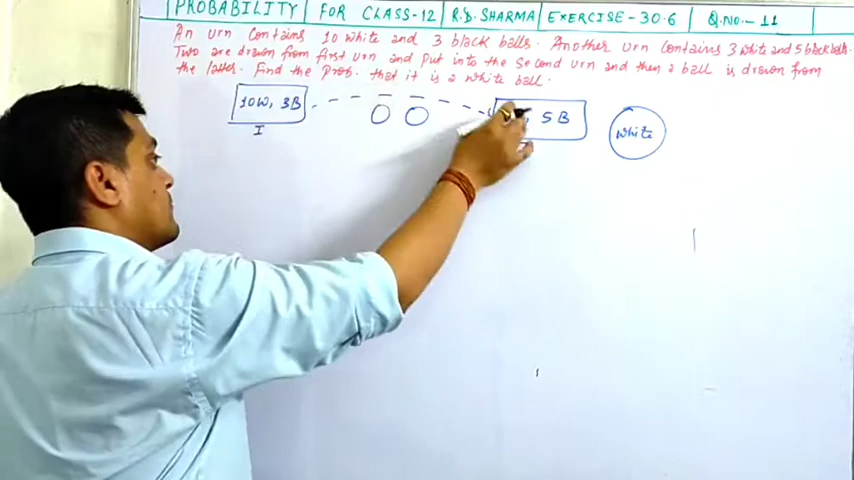 PROBABILITY FOR CLASS-12 R.D. SHARMA EXERCISE-30.6 Q.NO.- 11
An urn contains 10 white and 3 black balls. Another urn contains 3 white and 5 black balls.
Two are drawn from first urn and put into the second urn and then a ball is drawn from
the latter. Find the Prob. that it is a white ball.
10W, 3B
, 5B
white
I